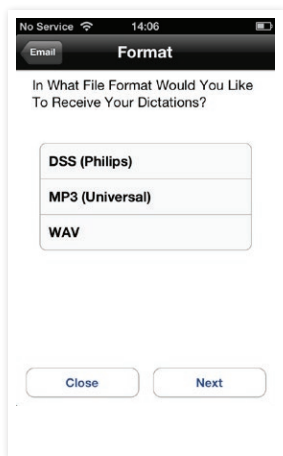 No Service 14:06
Email Format
In What File Format Would You Like
To Receive Your Dictations?
DSS (Philips)
MP3 (Universal)
WAV
Close Next